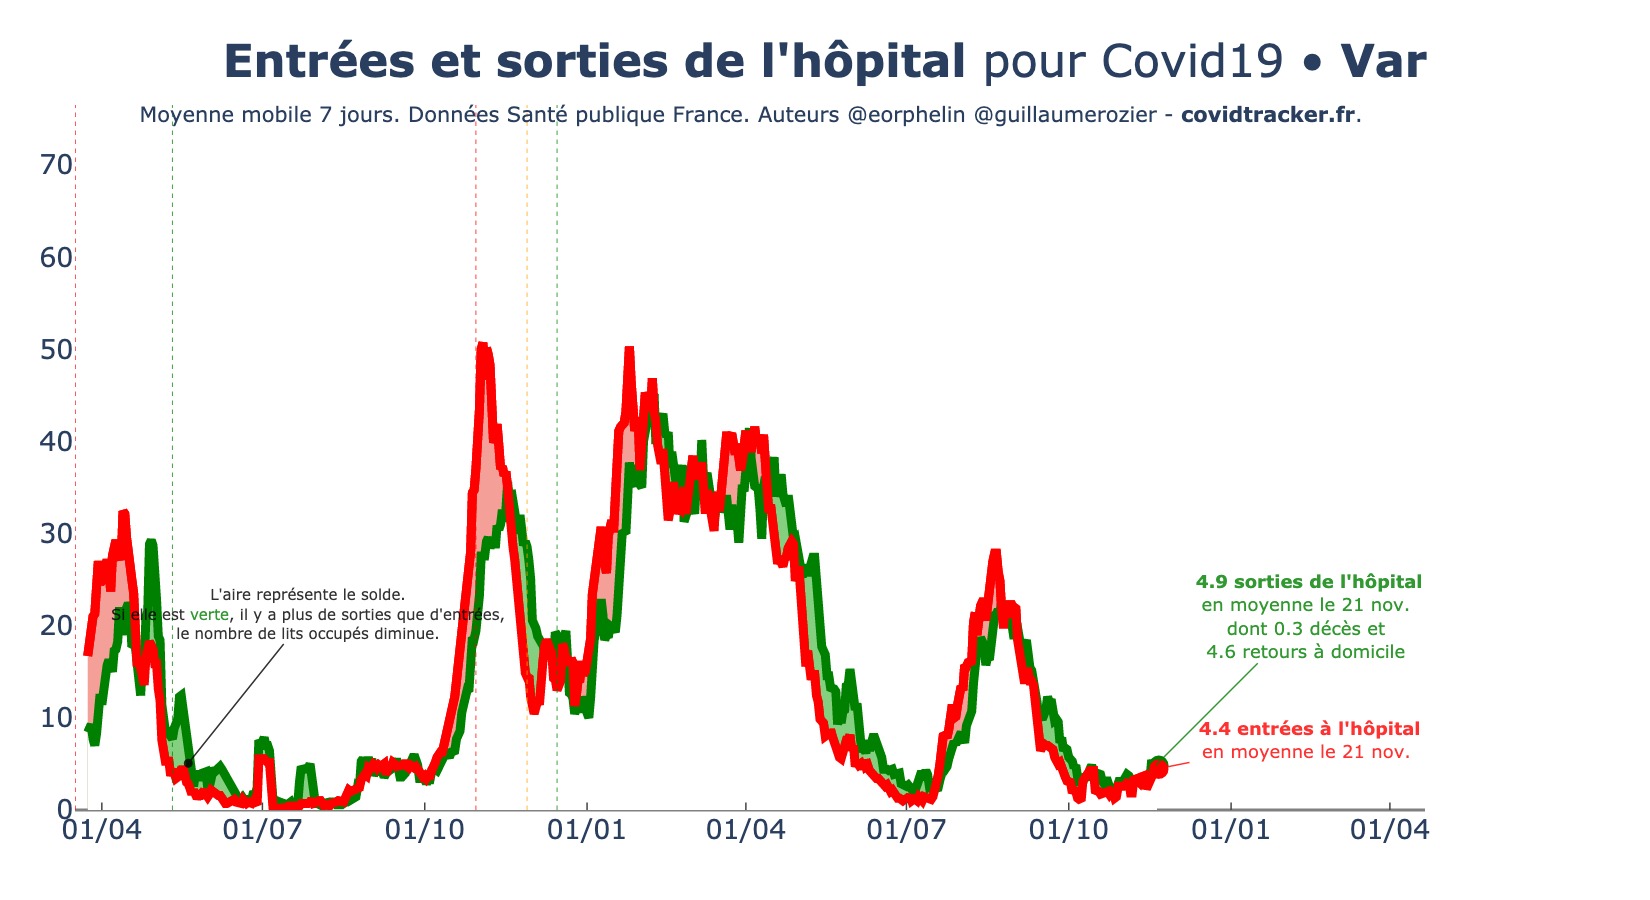 Entrées et sorties de l'hôpital pour Covid19 • Var
Moyenne mobile 7 jours. Données Santé publique France. Auteurs @eorphelin @guillaumerozier - covidtracker.fr.
70
60
50
40
30
20
10
0
L'aire représente le solde.
Si elle est verte, il y a plus de sorties que d'entrées,
le nombre de lits occupés diminue.
4.9 sorties de l'hôpital
en moyenne le 21 nov.
dont 0.3 décès et
4.6 retours à domicile
4.4 entrées à l'hôpital
en moyenne le 21 nov.
01/04 01/07 01/10 01/01 01/04 01/07 01/10 01/01 01/04